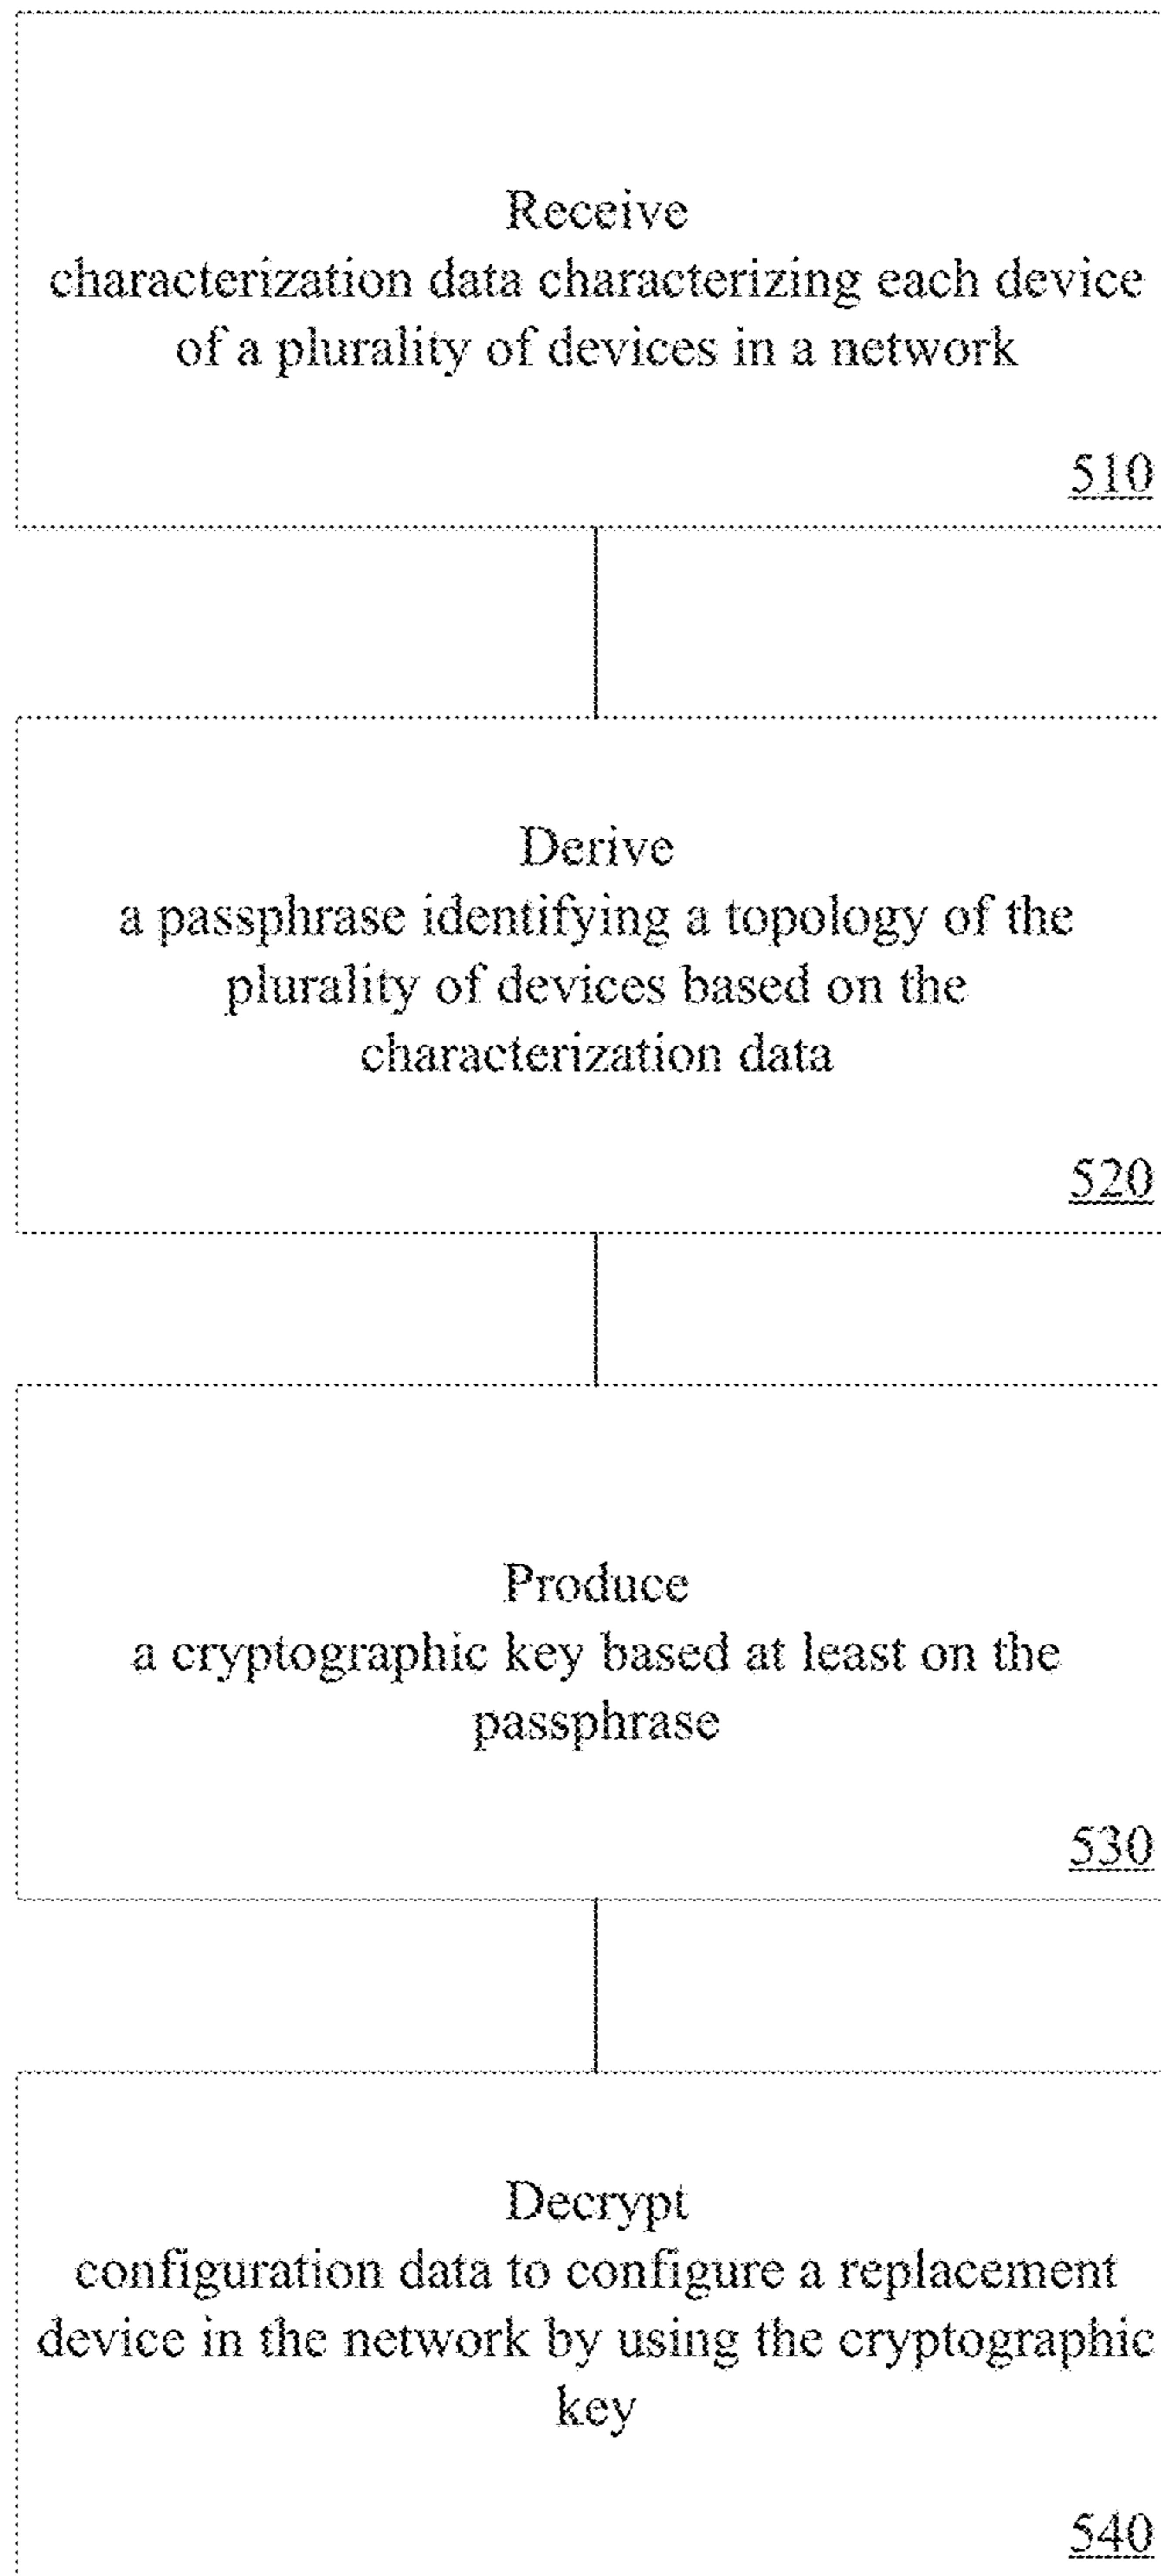 Receive
characterization data characterizing each device
of a plurality of devices in a network
510
Derive
a passphrase identifying a topology of the
plurality of devices based on the
characterization data
520
Produce
a cryptographic key based at least on the
passphrase
530
Decrypt
configuration data to configure a replacement
device in the network by using the cryptographic
key
540